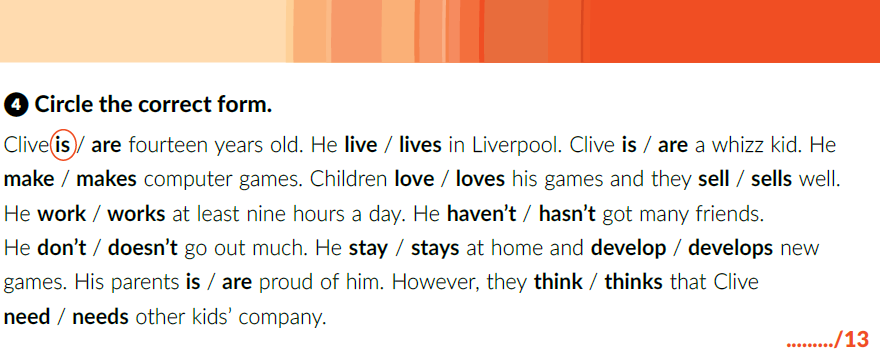 4 Circle the correct form.
Clive is / are fourteen years old. He live / lives in Liverpool. Clive is / are a whizz kid. He
make / makes computer games. Children love / loves his games and they sell / sells well.
He work / works at least nine hours a day. He haven’t / hasn’t got many friends.
He don’t / doesn’t go out much. He stay / stays at home and develop / develops new
games. His parents is / are proud of him. However, they think / thinks that Clive
need / needs other kids’ company.
........./13